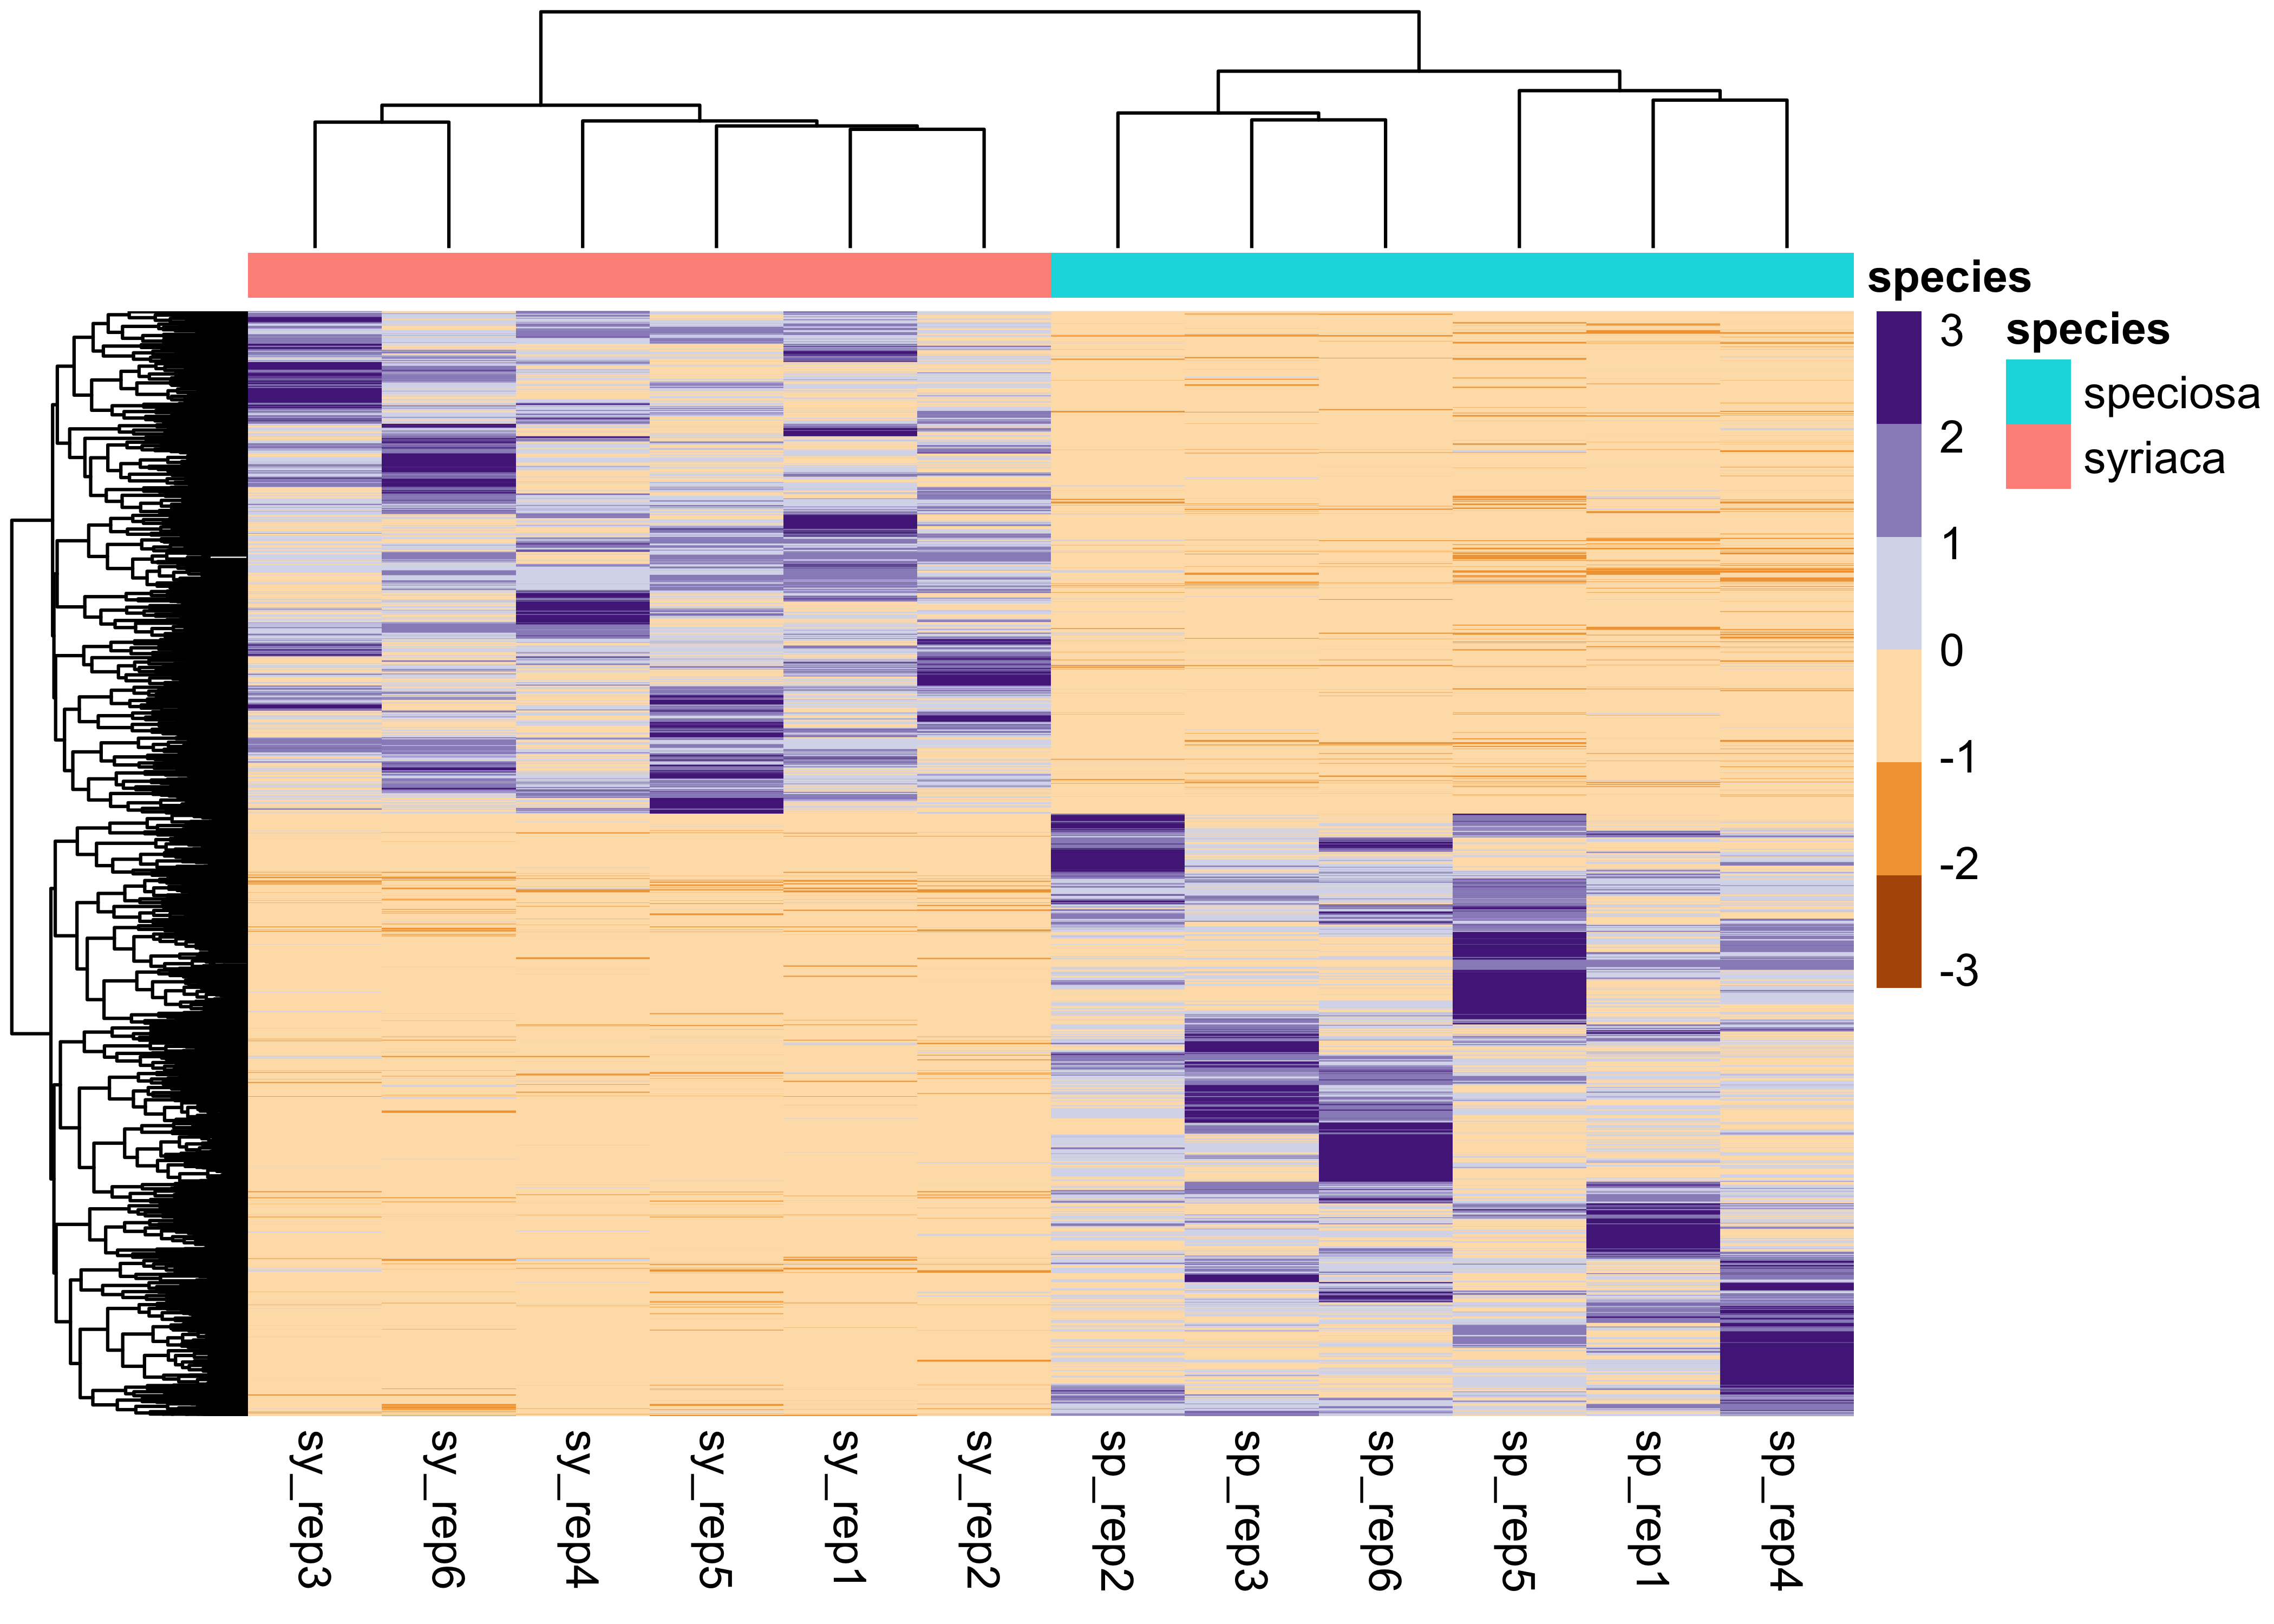 species
3
2
1
0
-1
-2
-3
species
speciosa
syriaca
sy_rep3
sy_rep6
sy_rep4
sy_rep5
sy_rep1
sy_rep2
sp_rep2
sp_rep3
sp_rep6
sp_rep5
sp_rep1
sp_rep4